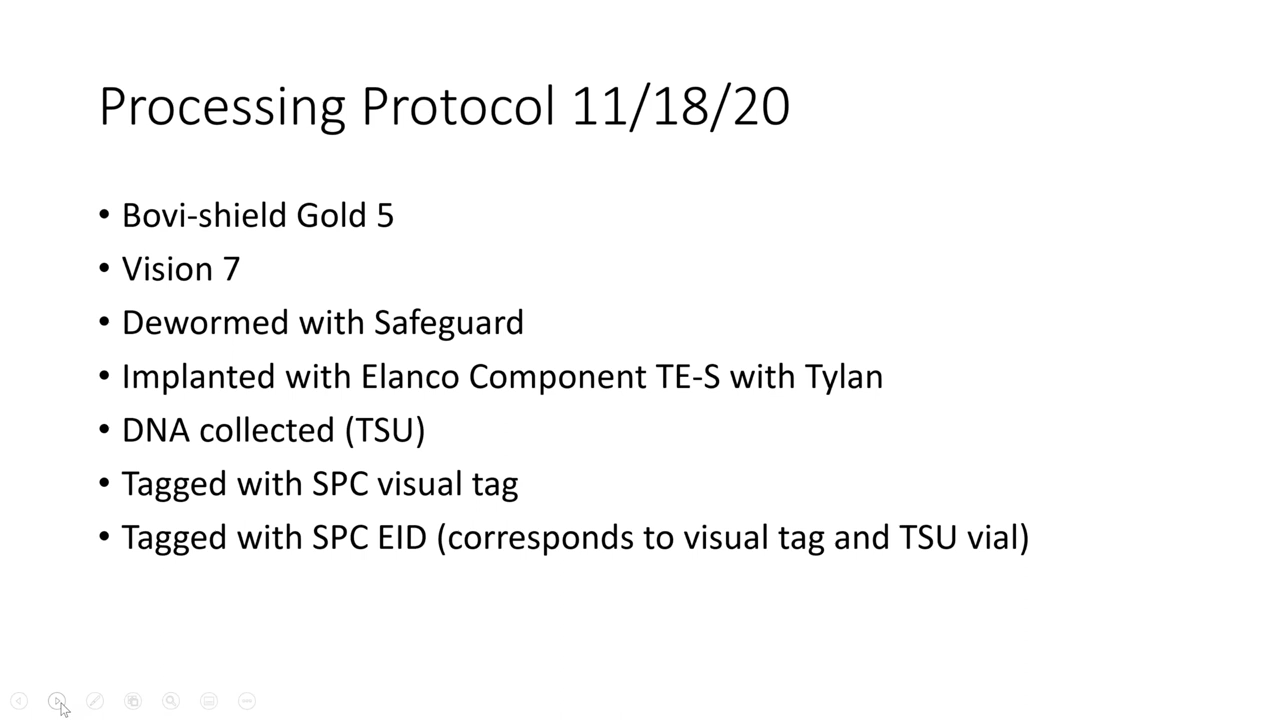 Processing Protocol 11/18/20
• Bovi-shield Gold 5
• Vision 7
• Dewormed with Safeguard
• Implanted with Elanco Component TE-S with Tylan
• DNA collected (TSU)
• Tagged with SPC visual tag
• Tagged with SPC EID (corresponds to visual tag and TSU vial)